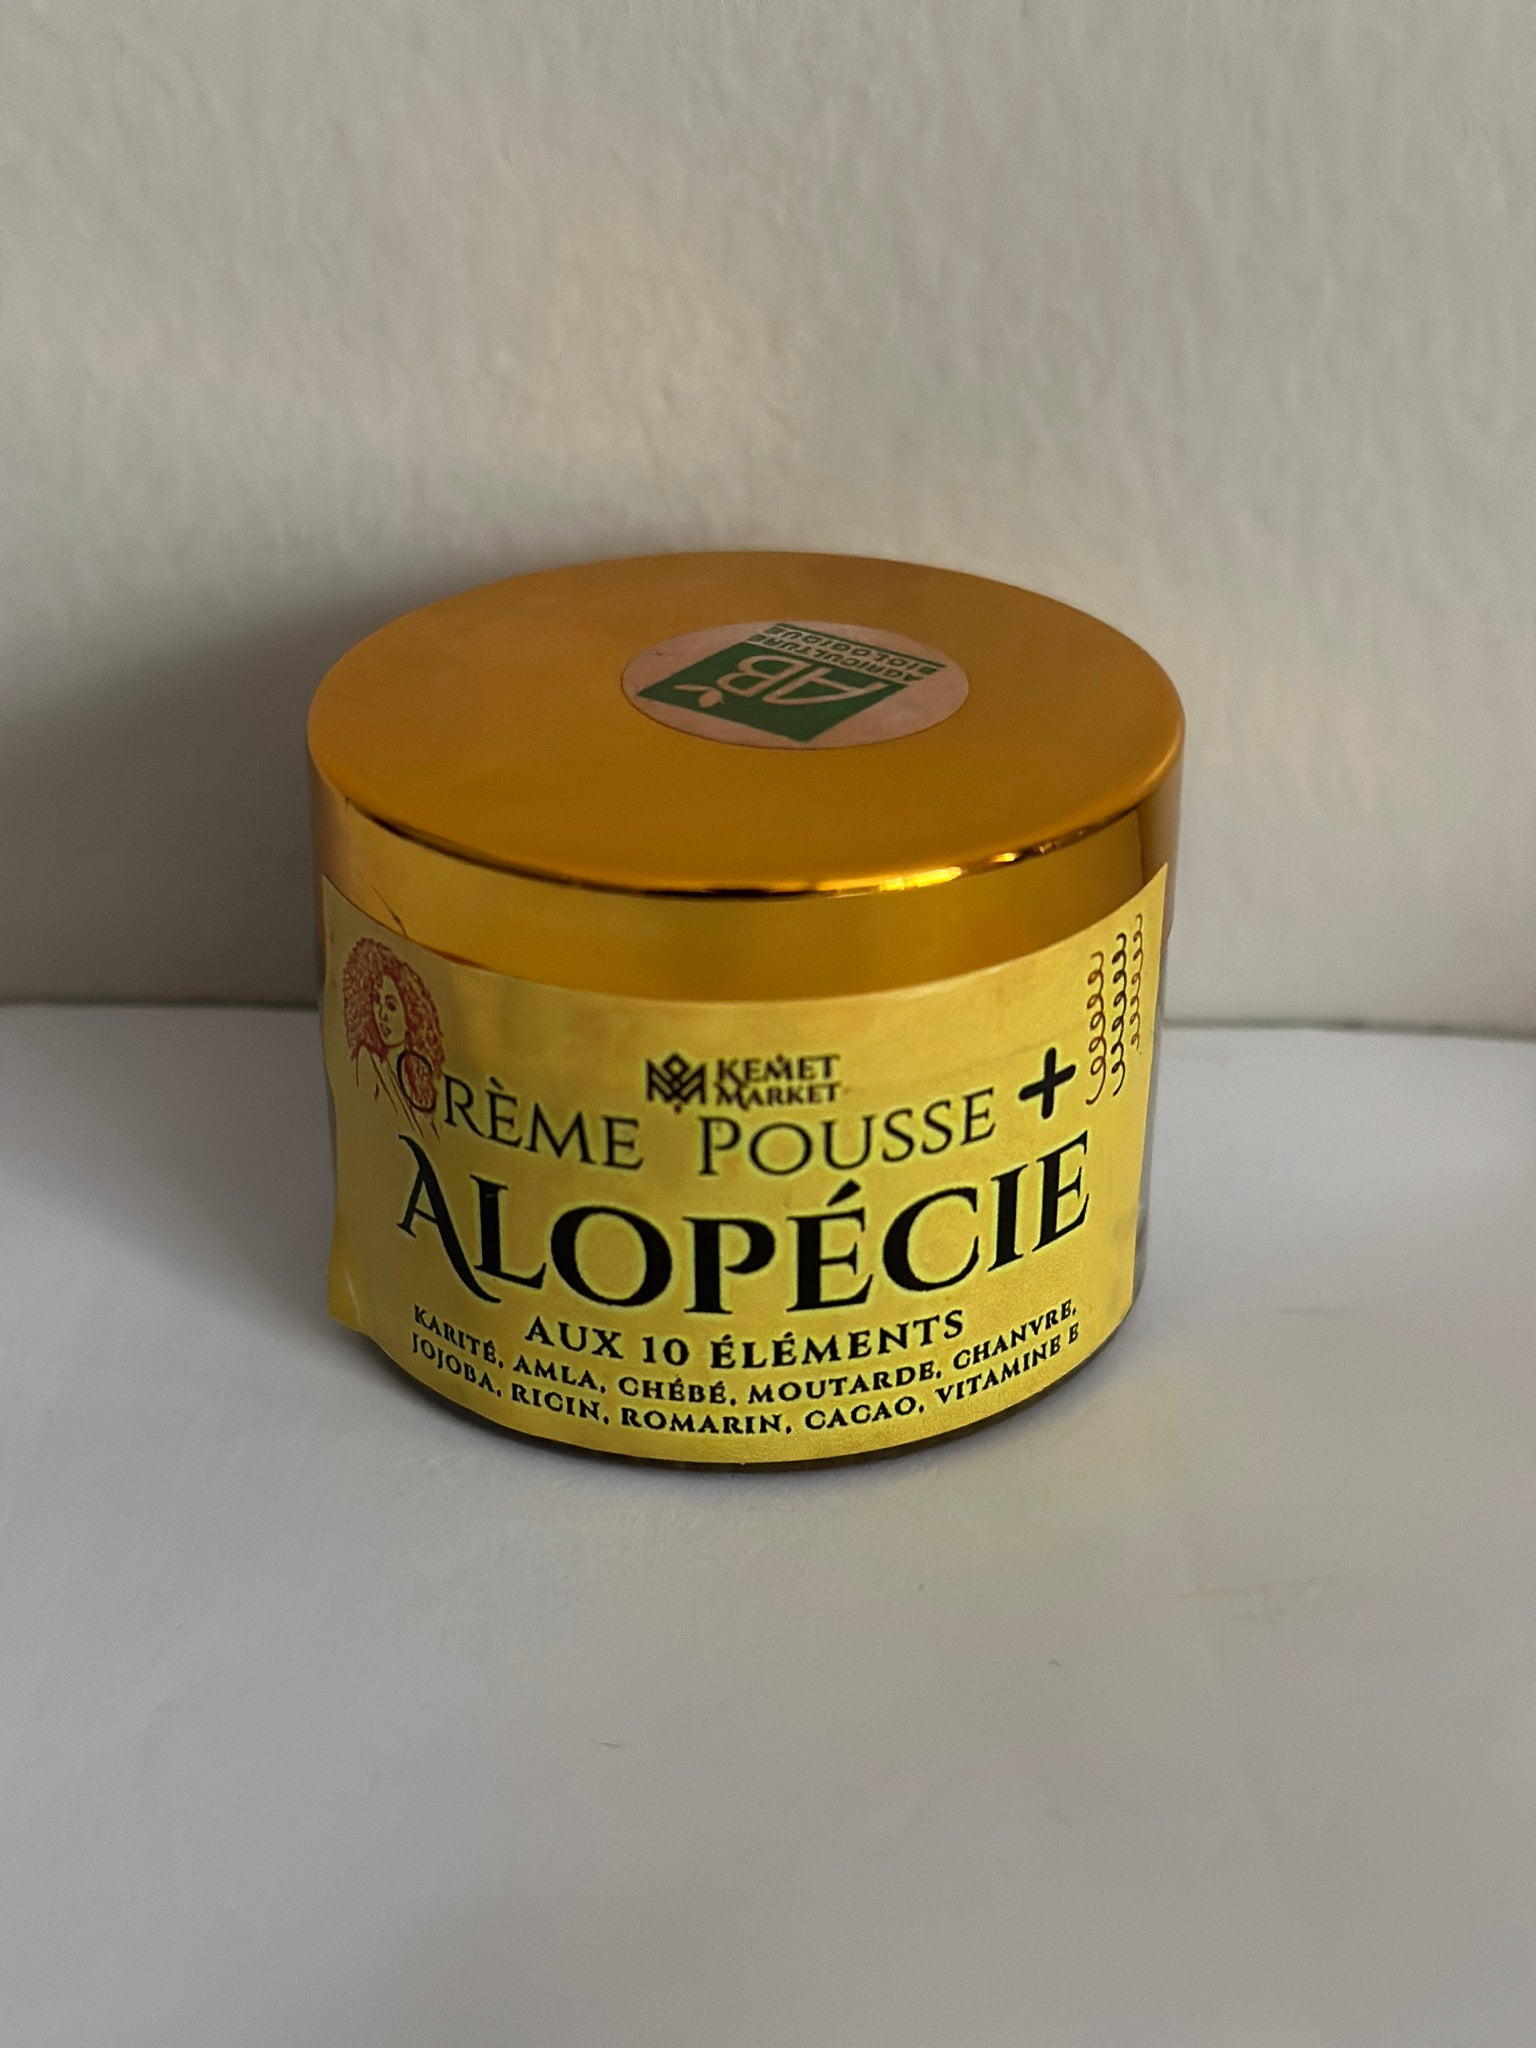 AB
AGRICULTURE
BIOLOGIQUE
KEMET
MARKET
CRÈME POUSSE +
ALOPÉCIE
AUX 10 ÉLÉMENTS
KARITÉ, AMLA, CHÉBÉ, MOUTARDE, CHANVRE,
JOJOBA, RICIN, ROMARIN, CACAO, VITAMINE E